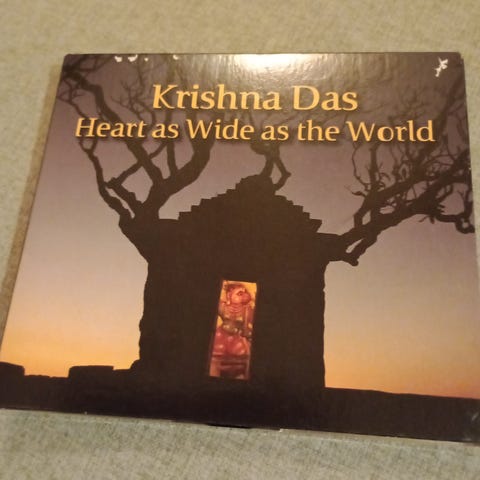 Krishna Das
Heart as Wide as the World